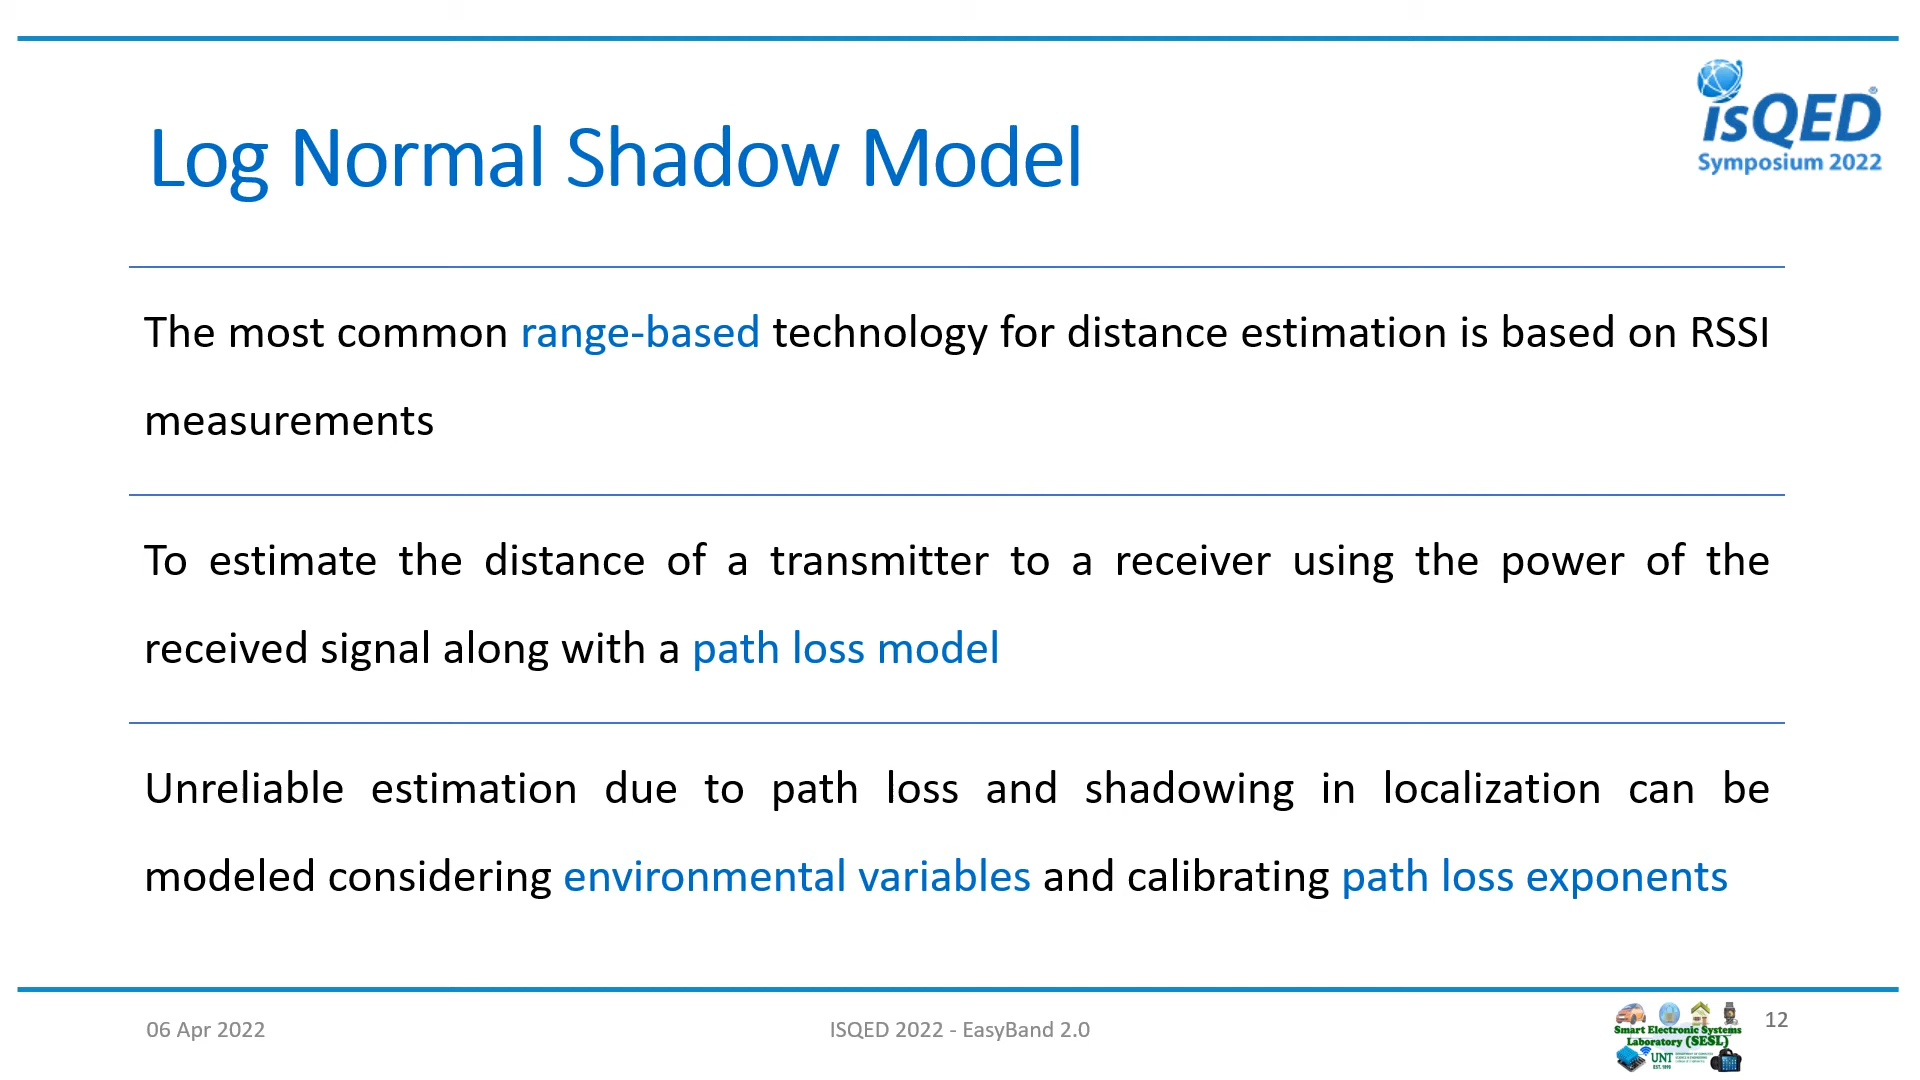 isQED®
Symposium 2022
Log Normal Shadow Model
The most common range-based technology for distance estimation is based on RSSI
measurements
To estimate the distance of a transmitter to a receiver using the power of the
received signal along with a path loss model
Unreliable estimation due to path loss and shadowing in localization can be
modeled considering environmental variables and calibrating path loss exponents
06 Apr 2022
ISQED 2022 - EasyBand 2.0
Smart Electronic Systems
Laboratory (SESL)
UNT
EST. 1890
12